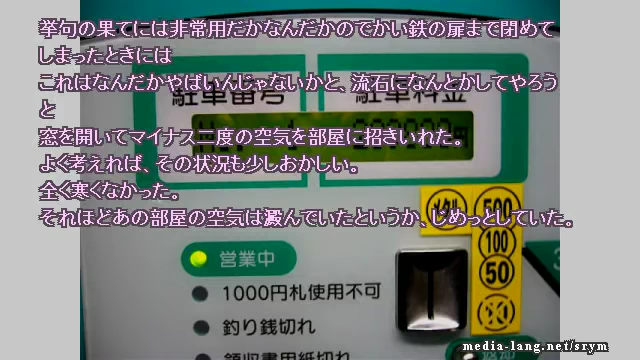 挙句の果てには非常用だかなんだかのでかい鉄の扉まで閉めて
しまったときには
これはなんだかやばいんじゃないかと、流石になんとかしてやろう
と
窓を開いてマイナス二度の空気を部屋に招きいれた。
よく考えれば、その状況も少しおかしい。
全く寒くなかった。
それほどあの部屋の空気は澱んでいたというか、じめっとしていた。
駐車番号 駐車料金
500
100
50
営業中
1000円札使用不可
釣り銭切れ
領収書用紙切れ
media-lang.net/srym